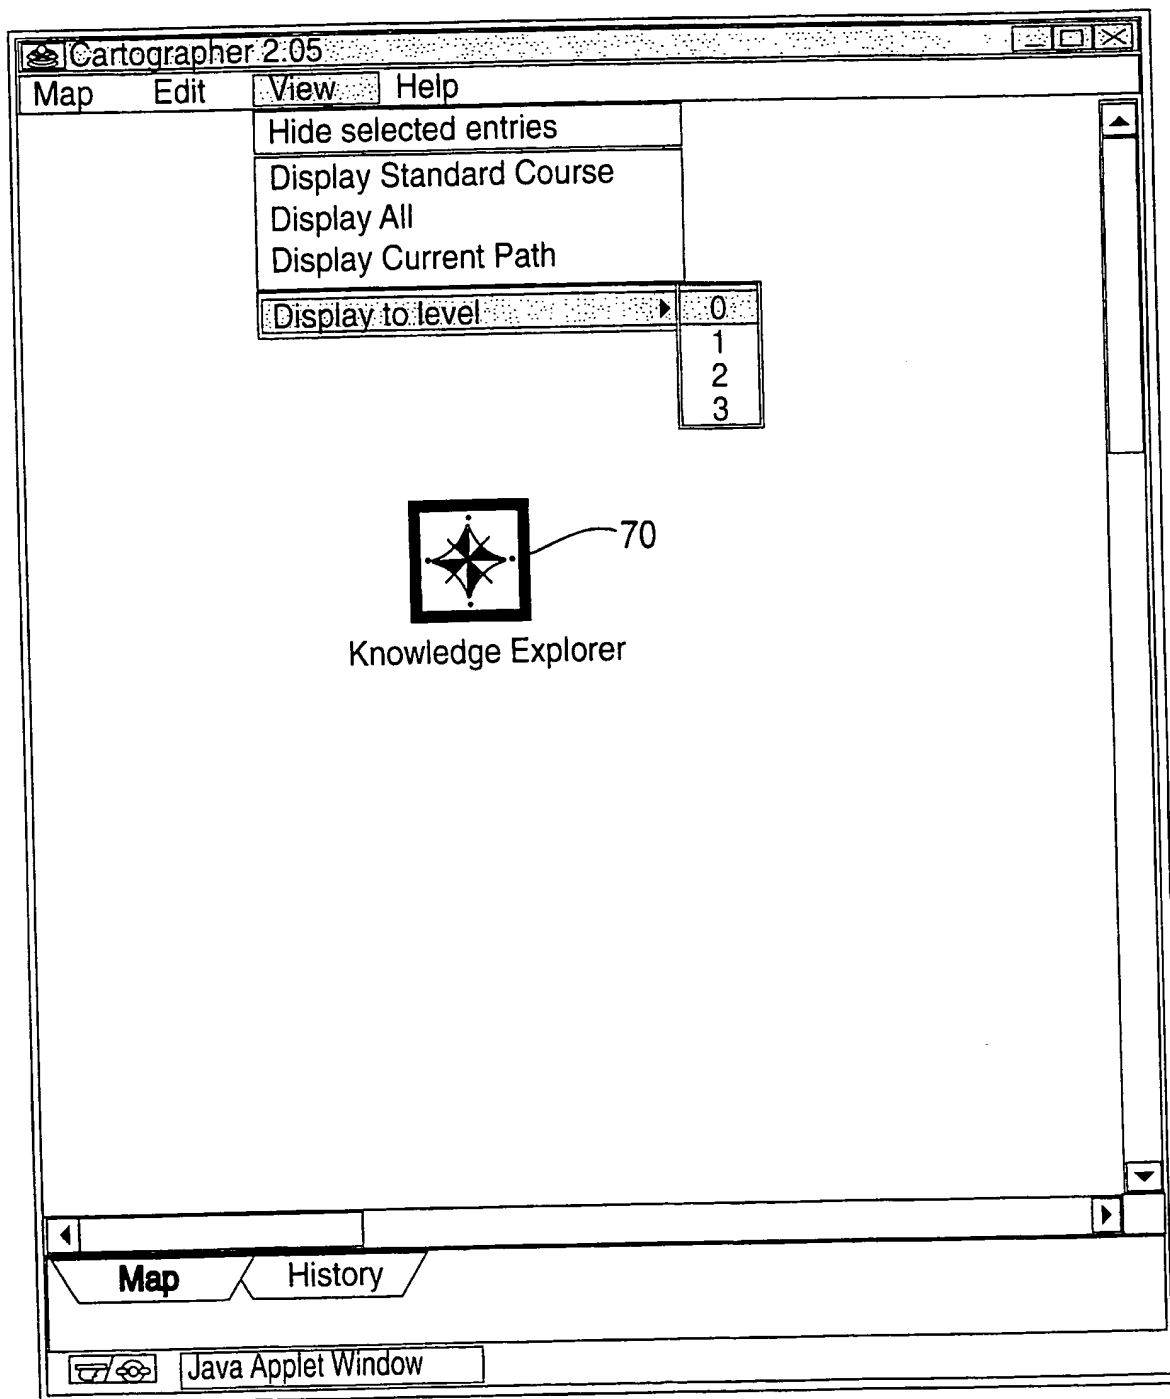 Cartographer 2.05
Map Edit View Help
Hide selected entries
Display Standard Course
Display All
Display Current Path
Display to level 0
1
2
3
70
Knowledge Explorer
Map History
Java Applet Window